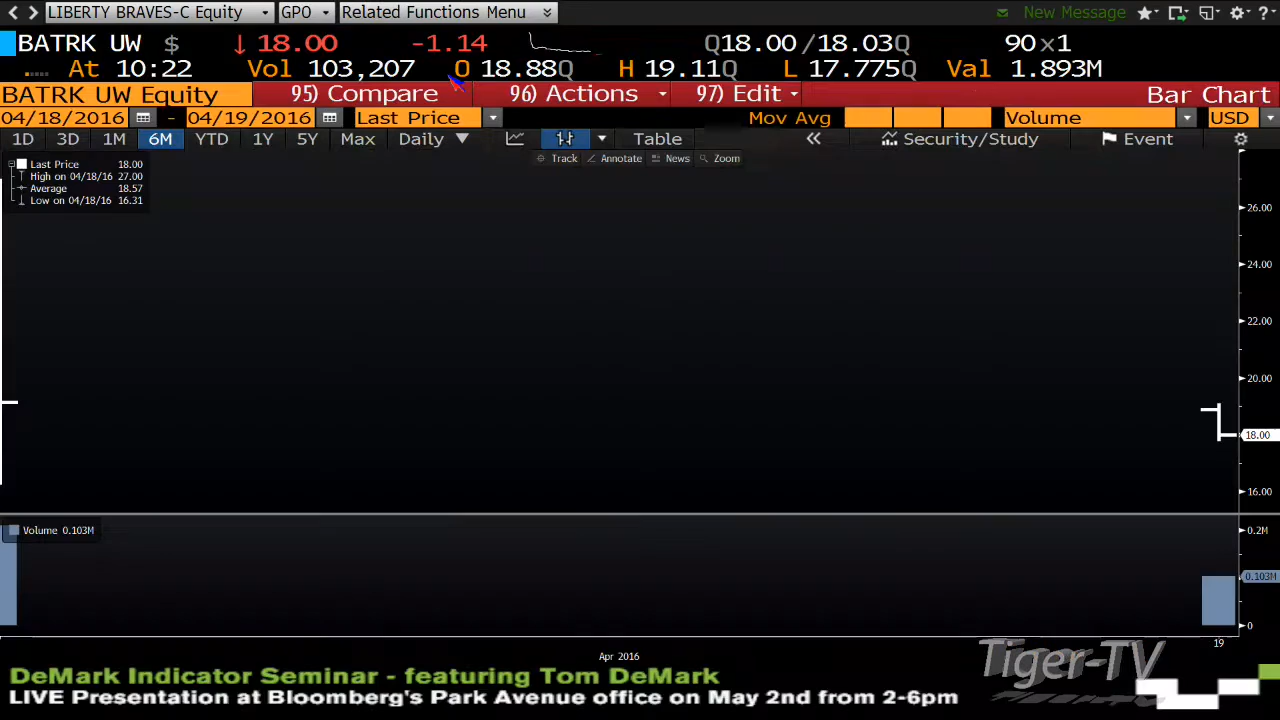 LIBERTY BRAVES-C Equity GPO Related Functions Menu New Message
BATRK UW $ ↓ 18.00 -1.14 Q18.00 /18.03Q 90x1
At 10:22 Vol 103,207 O 18.88Q H 19.11Q L 17.775Q Val 1.893M
BATRK UW Equity 95) Compare 96) Actions 97) Edit Bar Chart
04/18/2016 - 04/19/2016 Last Price Mov Avg Volume USD
1D 3D 1M 6M YTD 1Y 5Y Max Daily Table Security/Study Event
Track Annotate News Zoom
Last Price 18.00
High on 04/18/16 27.00
Average 18.57
Low on 04/18/16 16.31
26.00
24.00
22.00
20.00
18.00
16.00
Volume 0.103M
0.2M
0.103M
0
19
Apr 2016
Tiger-TV
DeMark Indicator Seminar - featuring Tom DeMark
LIVE Presentation at Bloomberg's Park Avenue office on May 2nd from 2-6pm